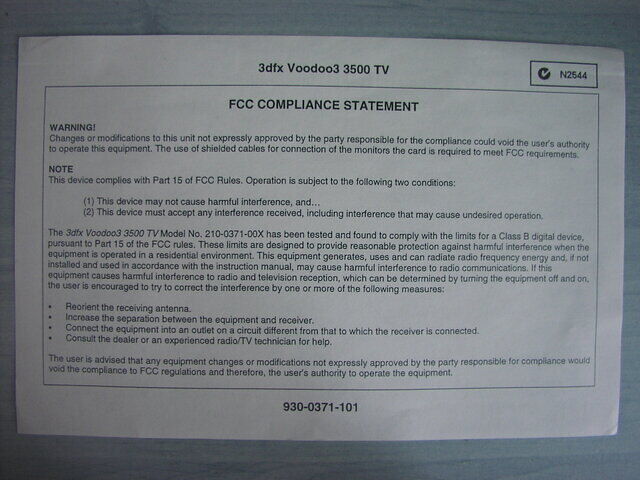 3dfx Voodoo3 3500 TV
N2544
FCC COMPLIANCE STATEMENT
WARNING!
Changes or modifications to this unit not expressly approved by the party responsible for the compliance could void the user's authority
to operate this equipment. The use of shielded cables for connection of the monitors the card is required to meet FCC requirements.
NOTE
This device complies with Part 15 of FCC Rules. Operation is subject to the following two conditions:
(1) This device may not cause harmful interference, and...
(2) This device must accept any interference received, including interference that may cause undesired operation.
The 3dfx Voodoo3 3500 TV Model No. 210-0371-00X has been tested and found to comply with the limits for a Class B digital device,
pursuant to Part 15 of the FCC rules. These limits are designed to provide reasonable protection against harmful interference when the
equipment is operated in a residential environment. This equipment generates, uses and can radiate radio frequency energy and, if not
installed and used in accordance with the instruction manual, may cause harmful interference to radio communications. If this
equipment causes harmful interference to radio and television reception, which can be determined by turning the equipment off and on,
the user is encouraged to try to correct the interference by one or more of the following measures:
• Reorient the receiving antenna.
• Increase the separation between the equipment and receiver.
• Connect the equipment into an outlet on a circuit different from that to which the receiver is connected.
• Consult the dealer or an experienced radio/TV technician for help.
The user is advised that any equipment changes or modifications not expressly approved by the party responsible for compliance would
void the compliance to FCC regulations and therefore, the user's authority to operate the equipment.
930-0371-101